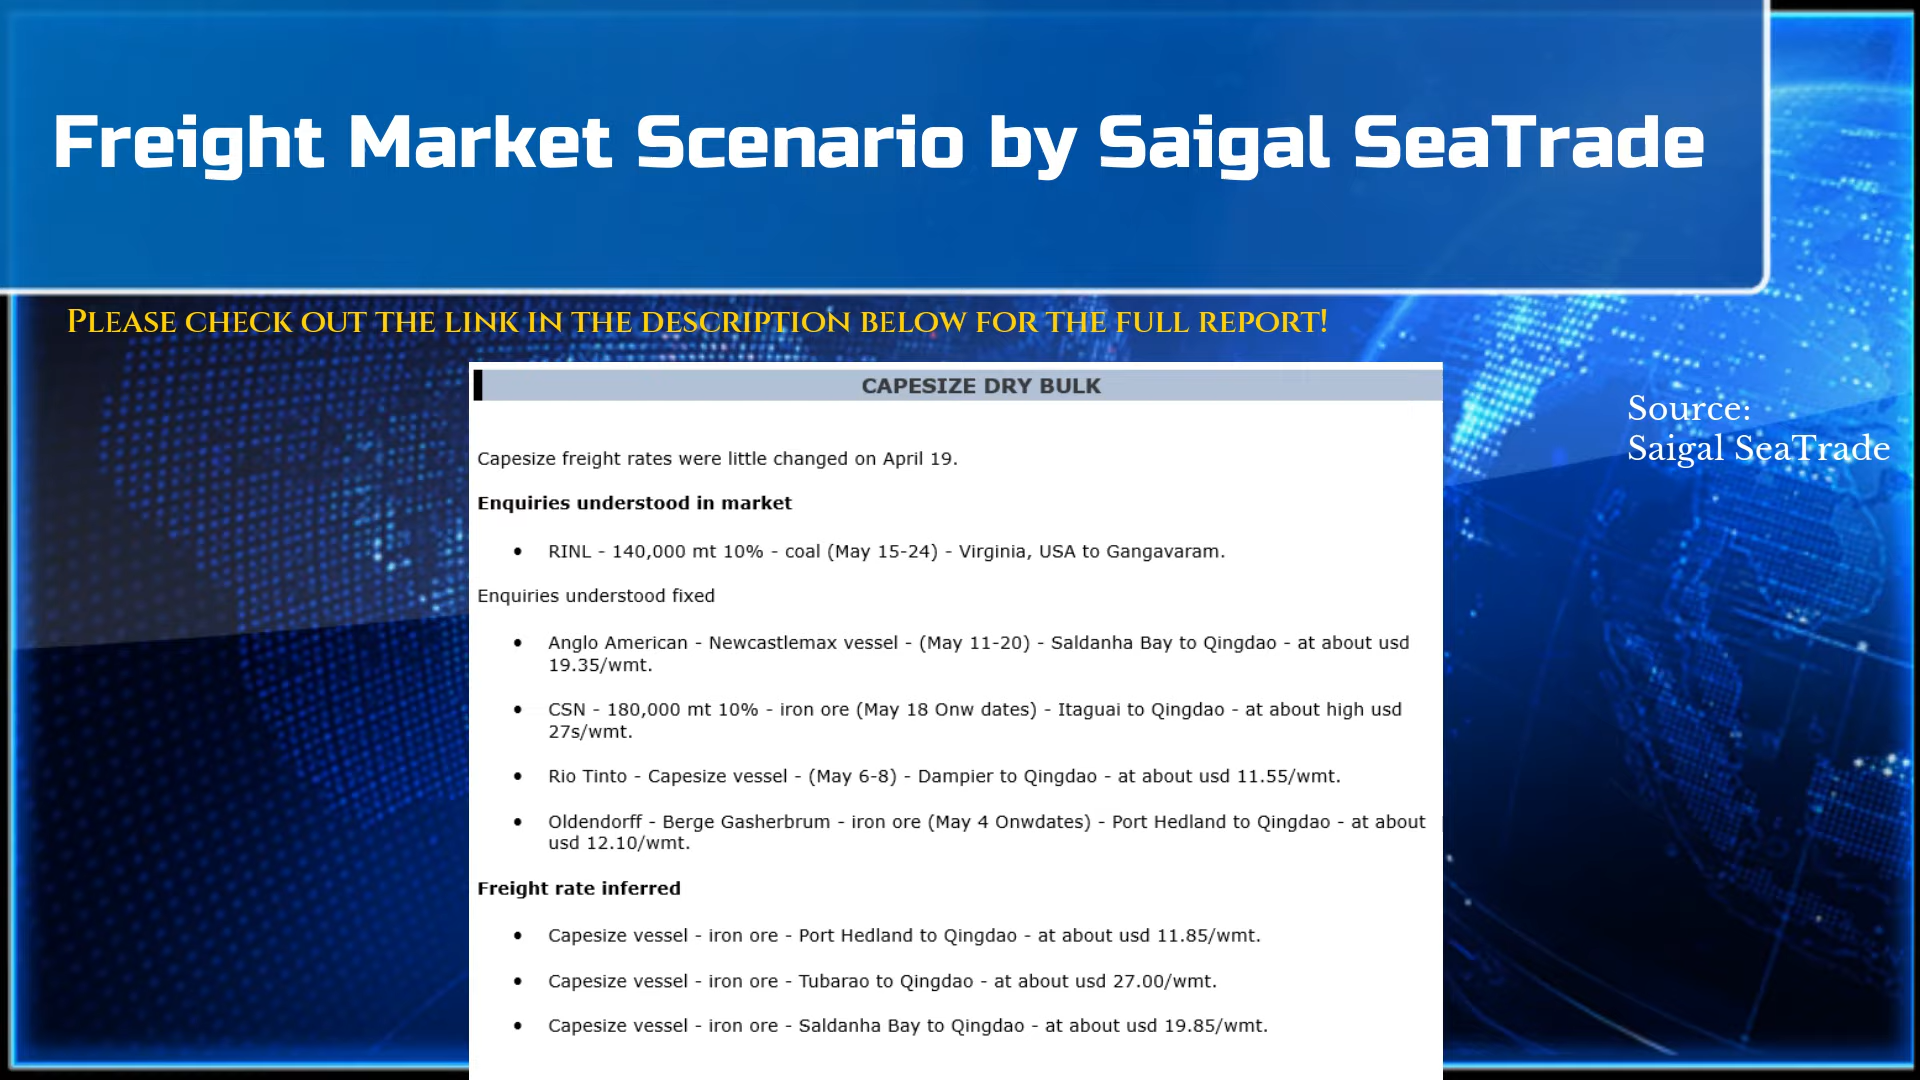 Freight Market Scenario by Saigal SeaTrade
Please check out the link in the description below for the full report!
CAPESIZE DRY BULK
Source:
Saigal SeaTrade
Capesize freight rates were little changed on April 19.
Enquiries understood in market
• RINL - 140,000 mt 10% - coal (May 15-24) - Virginia, USA to Gangavaram.
Enquiries understood fixed
• Anglo American - Newcastlemax vessel - (May 11-20) - Saldanha Bay to Qingdao - at about usd
19.35/wmt.
• CSN - 180,000 mt 10% - iron ore (May 18 Onw dates) - Itaguai to Qingdao - at about high usd
27s/wmt.
• Rio Tinto - Capesize vessel - (May 6-8) - Dampier to Qingdao - at about usd 11.55/wmt.
• Oldendorff - Berge Gasherbrum - iron ore (May 4 Onwdates) - Port Hedland to Qingdao - at about
usd 12.10/wmt.
Freight rate inferred
• Capesize vessel - iron ore - Port Hedland to Qingdao - at about usd 11.85/wmt.
• Capesize vessel - iron ore - Tubarao to Qingdao - at about usd 27.00/wmt.
• Capesize vessel - iron ore - Saldanha Bay to Qingdao - at about usd 19.85/wmt.